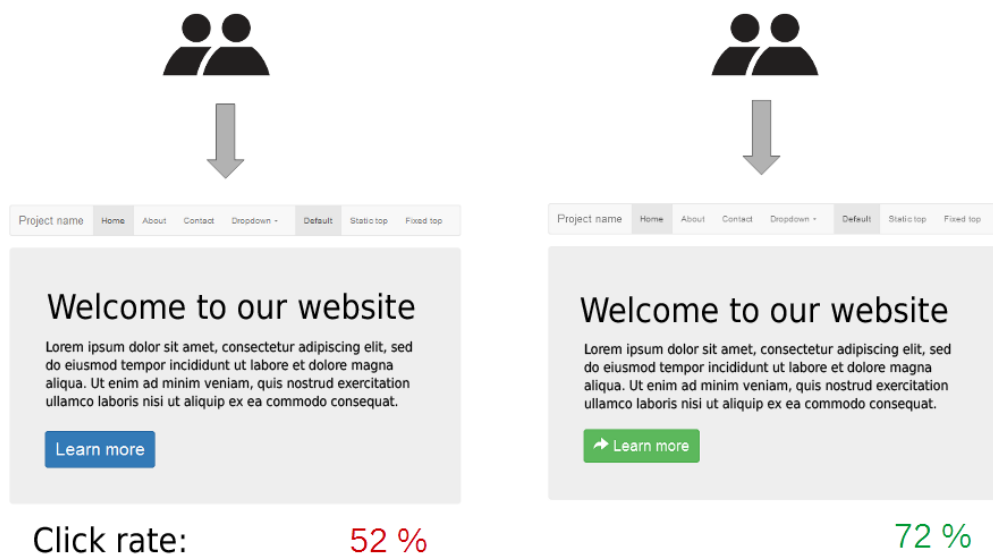 Project name Home About Contact Dropdown Default Static top Fixed top
Welcome to our website
Lorem ipsum dolor sit amet, consectetur adipiscing elit, sed
do eiusmod tempor incididunt ut labore et dolore magna
aliqua. Ut enim ad minim veniam, quis nostrud exercitation
ullamco laboris nisi ut aliquip ex ea commodo consequat.
Learn more
Click rate: 52 %
Project name Home About Contact Dropdown Default Static top Fixed top
Welcome to our website
Lorem ipsum dolor sit amet, consectetur adipiscing elit, sed
do eiusmod tempor incididunt ut labore et dolore magna
aliqua. Ut enim ad minim veniam, quis nostrud exercitation
ullamco laboris nisi ut aliquip ex ea commodo consequat.
Learn more
72 %